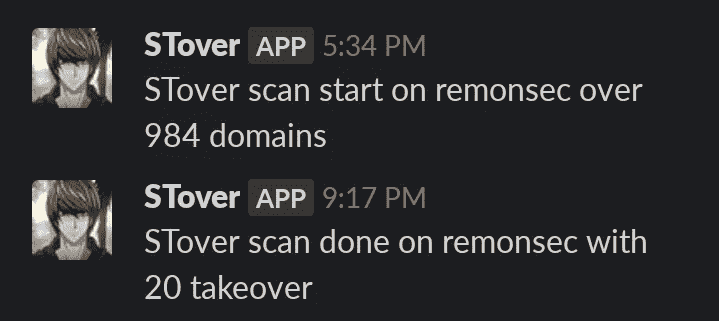 STover APP 5:34 PM
STover scan start on remonsec over
984 domains
STover APP 9:17 PM
STover scan done on remonsec with
20 takeover